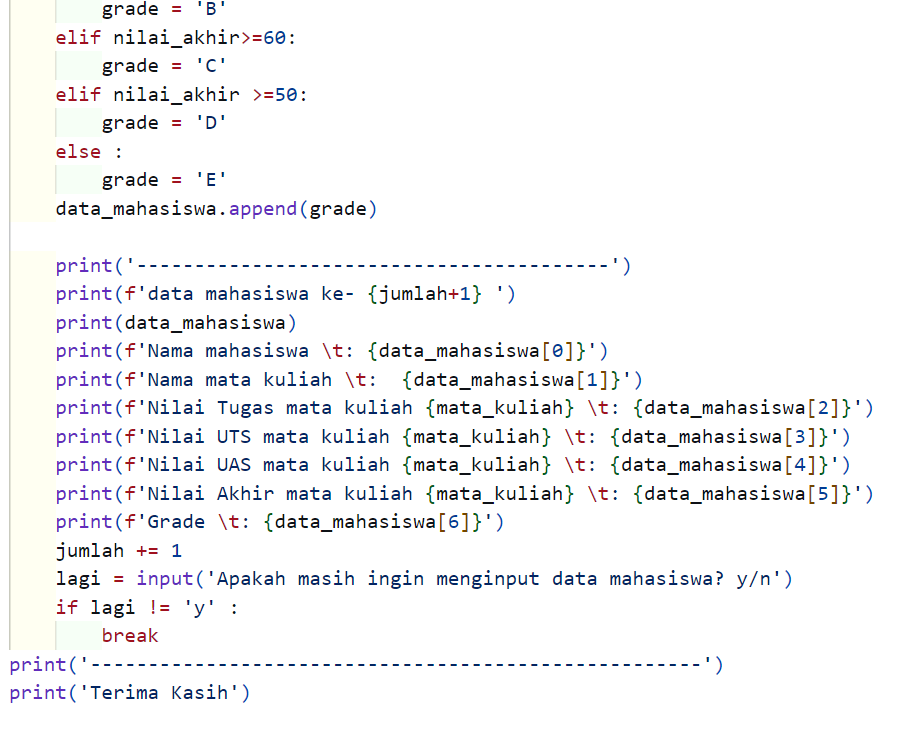 grade = 'B'
elif nilai_akhir>=60:
grade = 'C'
elif nilai_akhir >=50:
grade = 'D'
else :
grade = 'E'
data_mahasiswa.append(grade)
print('-----------------------------------------')
print(f'data mahasiswa ke- {jumlah+1} ')
print(data_mahasiswa)
print(f'Nama mahasiswa \t: {data_mahasiswa[0]}')
print(f'Nama mata kuliah \t:  {data_mahasiswa[1]}')
print(f'Nilai Tugas mata kuliah {mata_kuliah} \t: {data_mahasiswa[2]}')
print(f'Nilai UTS mata kuliah {mata_kuliah} \t: {data_mahasiswa[3]}')
print(f'Nilai UAS mata kuliah {mata_kuliah} \t: {data_mahasiswa[4]}')
print(f'Nilai Akhir mata kuliah {mata_kuliah} \t: {data_mahasiswa[5]}')
print(f'Grade \t: {data_mahasiswa[6]}')
jumlah += 1
lagi = input('Apakah masih ingin menginput data mahasiswa? y/n')
if lagi != 'y' :
break
print('-----------------------------------------------------')
print('Terima Kasih')